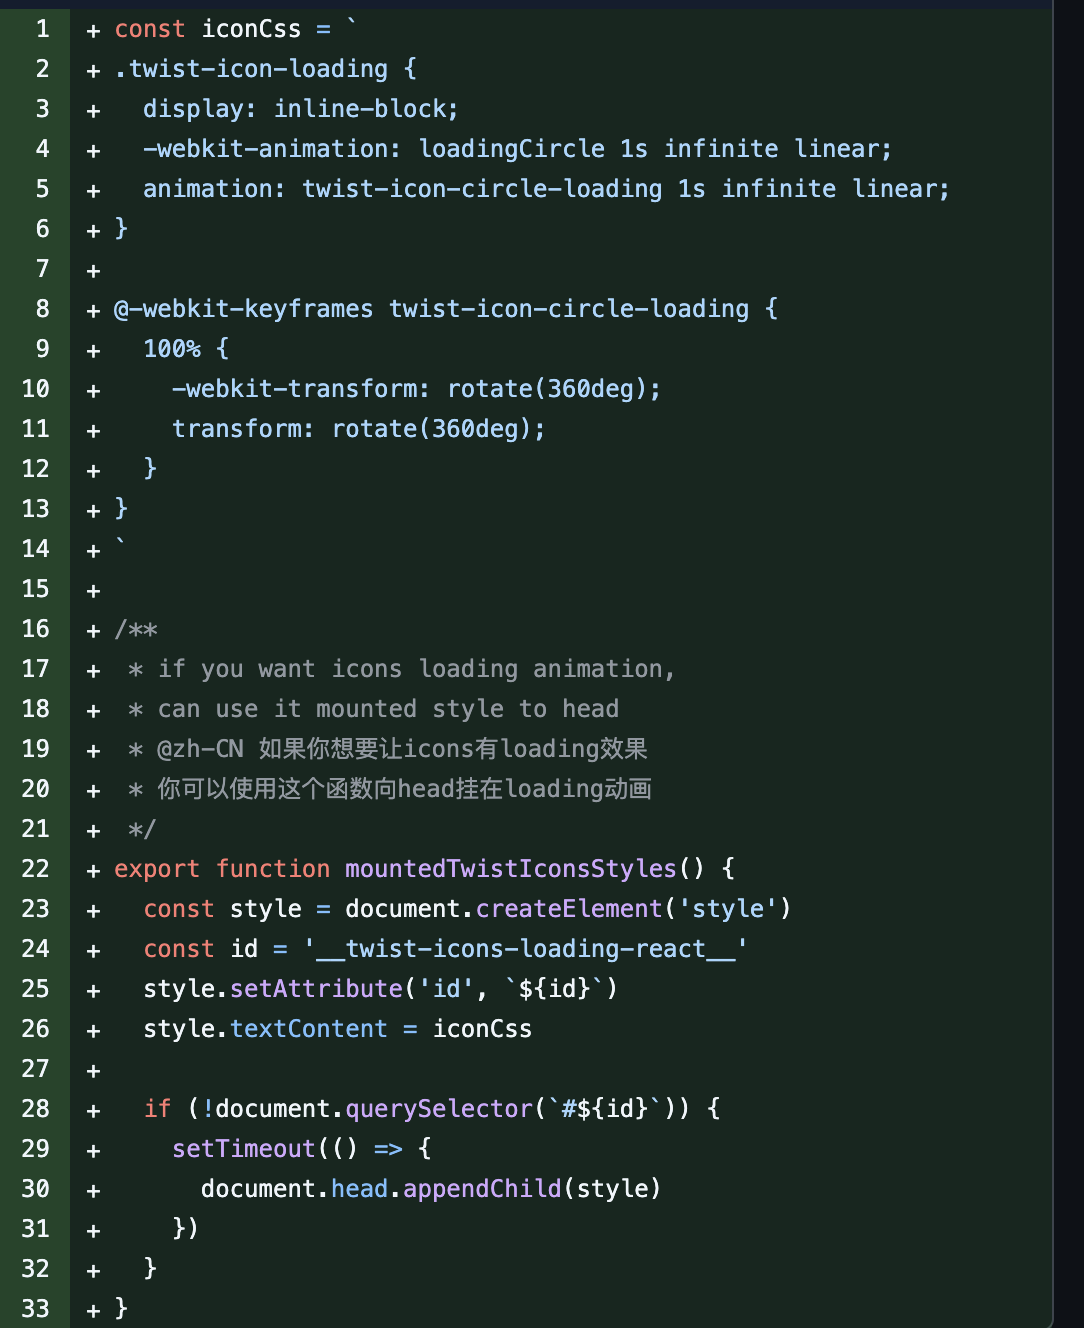 1 + const iconCss = `
2 + .twist-icon-loading {
3 +   display: inline-block;
4 +   -webkit-animation: loadingCircle 1s infinite linear;
5 +   animation: twist-icon-circle-loading 1s infinite linear;
6 + }
7 +
8 + @-webkit-keyframes twist-icon-circle-loading {
9 +   100% {
10 +     -webkit-transform: rotate(360deg);
11 +     transform: rotate(360deg);
12 +   }
13 + }
14 + `
15 +
16 + /**
17 +  * if you want icons loading animation,
18 +  * can use it mounted style to head
19 +  * @zh-CN 如果你想要让icons有loading效果
20 +  * 你可以使用这个函数向head挂在loading动画
21 +  */
22 + export function mountedTwistIconsStyles() {
23 +   const style = document.createElement('style')
24 +   const id = '__twist-icons-loading-react__'
25 +   style.setAttribute('id', `${id}`)
26 +   style.textContent = iconCss
27 +
28 +   if (!document.querySelector(`#${id}`)) {
29 +     setTimeout(() => {
30 +       document.head.appendChild(style)
31 +     })
32 +   }
33 + }